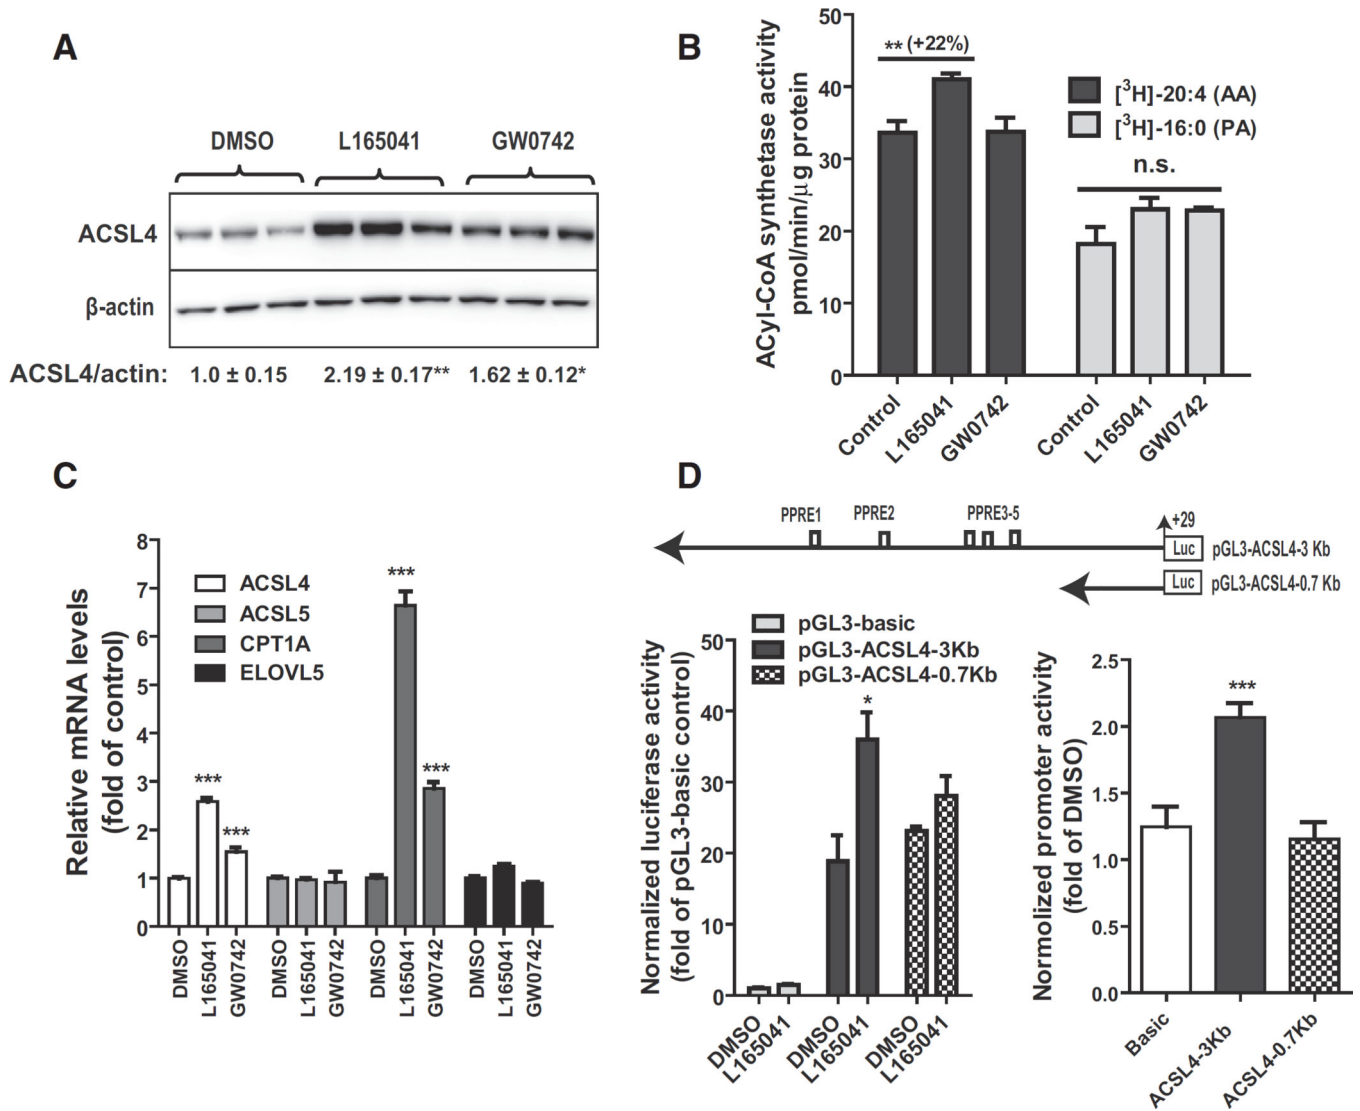 A
DMSO L165041 GW0742
ACSL4
β-actin
ACSL4/actin: 1.0 ± 0.15 2.19 ± 0.17** 1.62 ± 0.12*
B
ACyl-CoA synthetase activity
pmol/min/µg protein
50
40
30
20
10
0
** (+22%)
[³H]-20:4 (AA)
[³H]-16:0 (PA)
n.s.
Control L165041 GW0742 Control L165041 GW0742
C
Relative mRNA levels
(fold of control)
8
7
6
5
4
3
2
1
0
ACSL4
ACSL5
CPT1A
ELOVL5
*** *** *** ***
DMSO L165041 GW0742 DMSO L165041 GW0742 DMSO L165041 GW0742 DMSO L165041 GW0742
D
PPRE1 PPRE2 PPRE3-5 +29
Luc pGL3-ACSL4-3 Kb
Luc pGL3-ACSL4-0.7 Kb
Normalized luciferase activity
(fold of pGL3-basic control)
50
40
30
20
10
0
pGL3-basic
pGL3-ACSL4-3Kb
pGL3-ACSL4-0.7Kb
*
DMSO L165041 DMSO L165041 DMSO L165041
Normolized promoter activity
(fold of DMSO)
2.5
2.0
1.5
1.0
0.5
0.0
***
Basic ACSL4-3Kb ACSL4-0.7Kb